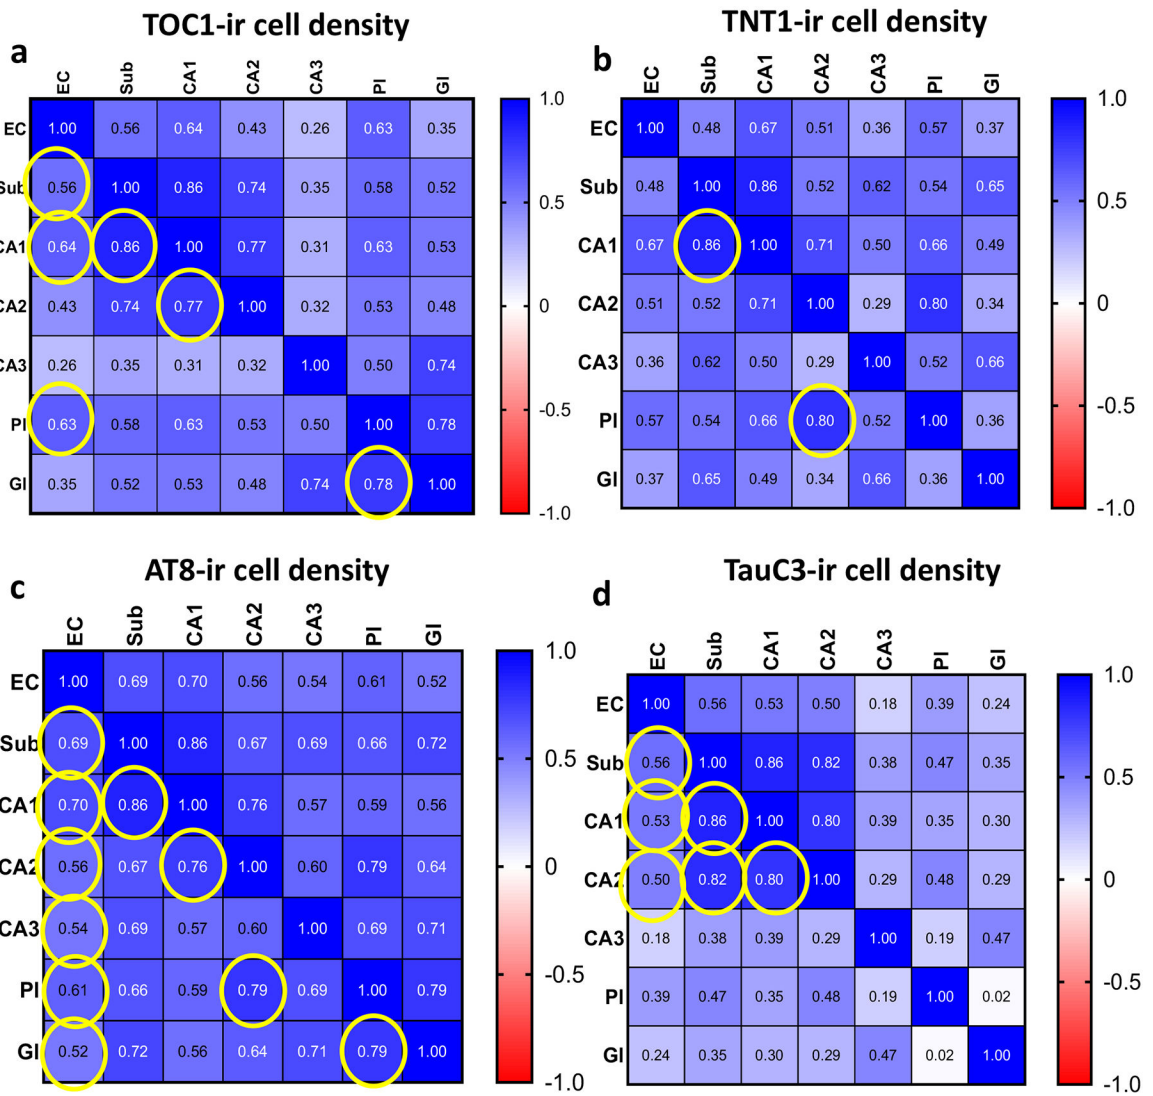 TOC1-ir cell density
a
EC Sub CA1 CA2 CA3 PI GI
EC 1.00 0.56 0.64 0.43 0.26 0.63 0.35
Sub 0.56 1.00 0.86 0.74 0.35 0.58 0.52
CA1 0.64 0.86 1.00 0.77 0.31 0.63 0.53
CA2 0.43 0.74 0.77 1.00 0.32 0.53 0.48
CA3 0.26 0.35 0.31 0.32 1.00 0.50 0.74
PI 0.63 0.58 0.63 0.53 0.50 1.00 0.78
GI 0.35 0.52 0.53 0.48 0.74 0.78 1.00
1.0
0.5
0
-0.5
-1.0
TNT1-ir cell density
b
EC Sub CA1 CA2 CA3 PI GI
EC 1.00 0.48 0.67 0.51 0.36 0.57 0.37
Sub 0.48 1.00 0.86 0.52 0.62 0.54 0.65
CA1 0.67 0.86 1.00 0.71 0.50 0.66 0.49
CA2 0.51 0.52 0.71 1.00 0.29 0.80 0.34
CA3 0.36 0.62 0.50 0.29 1.00 0.52 0.66
PI 0.57 0.54 0.66 0.80 0.52 1.00 0.36
GI 0.37 0.65 0.49 0.34 0.66 0.36 1.00
1.0
0.5
0
-0.5
-1.0
AT8-ir cell density
c
EC Sub CA1 CA2 CA3 PI GI
EC 1.00 0.69 0.70 0.56 0.54 0.61 0.52
Sub 0.69 1.00 0.86 0.67 0.69 0.66 0.72
CA1 0.70 0.86 1.00 0.76 0.57 0.59 0.56
CA2 0.56 0.67 0.76 1.00 0.60 0.79 0.64
CA3 0.54 0.69 0.57 0.60 1.00 0.69 0.71
PI 0.61 0.66 0.59 0.79 0.69 1.00 0.79
GI 0.52 0.72 0.56 0.64 0.71 0.79 1.00
1.0
0.5
0
-0.5
-1.0
TauC3-ir cell density
d
EC Sub CA1 CA2 CA3 PI GI
EC 1.00 0.56 0.53 0.50 0.18 0.39 0.24
Sub 0.56 1.00 0.86 0.82 0.38 0.47 0.35
CA1 0.53 0.86 1.00 0.80 0.39 0.35 0.30
CA2 0.50 0.82 0.80 1.00 0.29 0.48 0.29
CA3 0.18 0.38 0.39 0.29 1.00 0.19 0.47
PI 0.39 0.47 0.35 0.48 0.19 1.00 0.02
GI 0.24 0.35 0.30 0.29 0.47 0.02 1.00
1.0
0.5
0
-0.5
-1.0